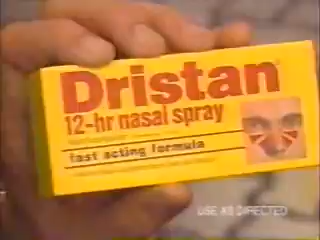 Dristan
12-hr nasal spray
fast acting formula
USE AS DIRECTED